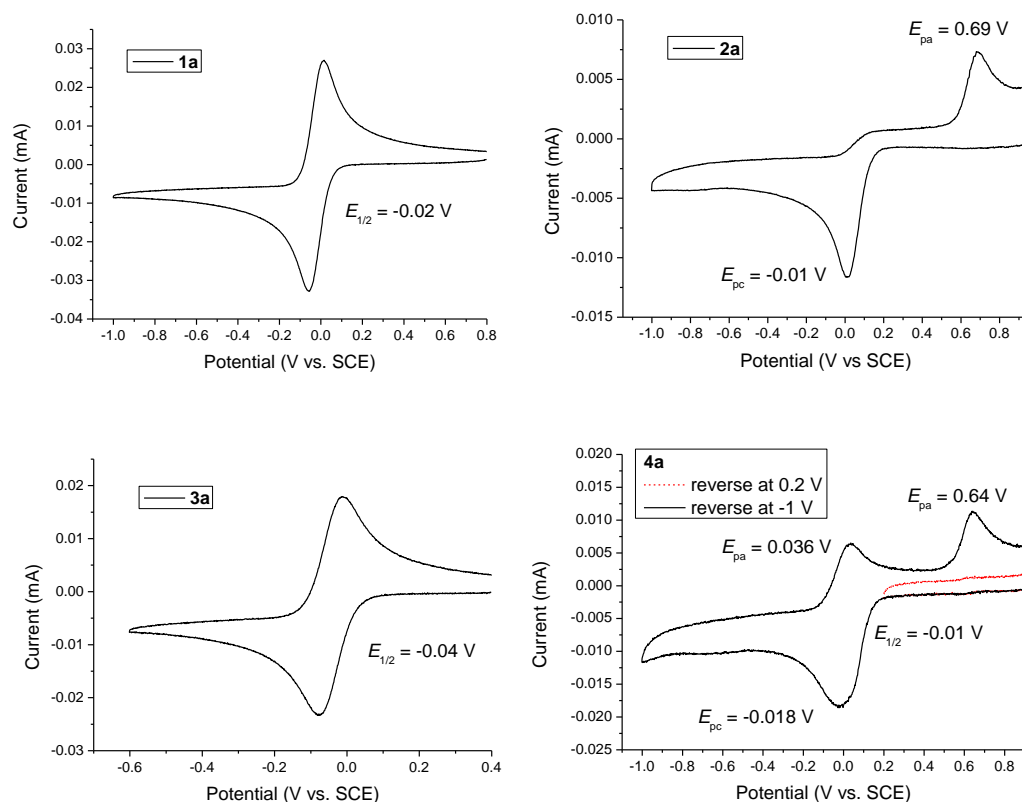 0.03
0.02
0.01
0.00
-0.01
-0.02
-0.03
-0.04
Current (mA)
1a
E1/2 = -0.02 V
-1.0 -0.8 -0.6 -0.4 -0.2 0.0 0.2 0.4 0.6 0.8
Potential (V vs. SCE)
0.010
0.005
0.000
-0.005
-0.010
-0.015
Current (mA)
2a
Epa = 0.69 V
Epc = -0.01 V
-1.0 -0.8 -0.6 -0.4 -0.2 0.0 0.2 0.4 0.6 0.8
Potential (V vs SCE)
0.02
0.01
0.00
-0.01
-0.02
-0.03
Current (mA)
3a
E1/2 = -0.04 V
-0.6 -0.4 -0.2 0.0 0.2 0.4
Potential (V vs. SCE)
0.020
0.015
0.010
0.005
0.000
-0.005
-0.010
-0.015
-0.020
-0.025
Current (mA)
4a
reverse at 0.2 V
reverse at -1 V
Epa = 0.64 V
Epa = 0.036 V
E1/2 = -0.01 V
Epc = -0.018 V
-1.0 -0.8 -0.6 -0.4 -0.2 0.0 0.2 0.4 0.6 0.8
Potential (V vs. SCE)